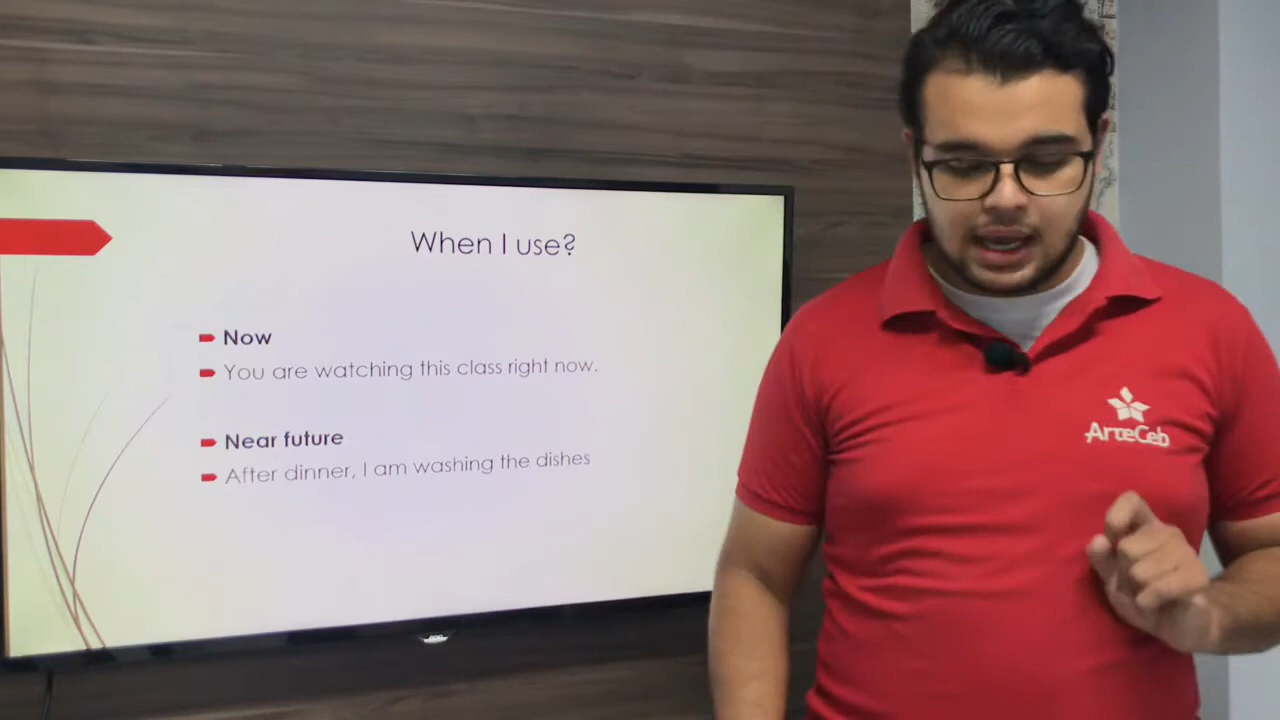 When I use?
Now
You are watching this class right now.
Near future
After dinner, I am washing the dishes
ArteCeb
AOC